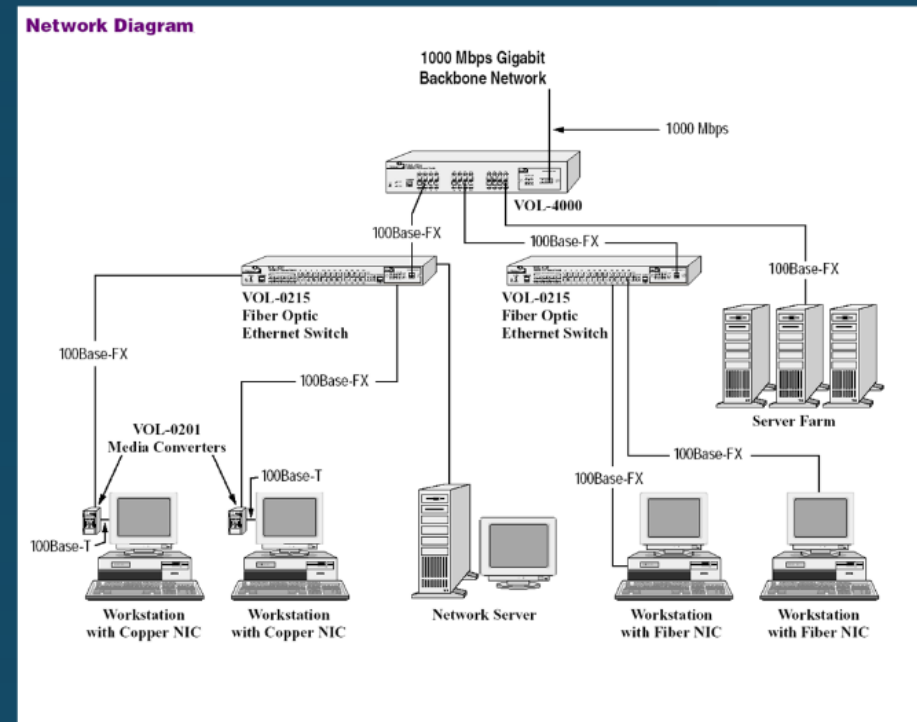 Network Diagram
1000 Mbps Gigabit
Backbone Network
1000 Mbps
VOL-4000
100Base-FX
100Base-FX
100Base-FX
VOL-0215
Fiber Optic
Ethernet Switch
VOL-0215
Fiber Optic
Ethernet Switch
100Base-FX
100Base-FX
Server Farm
VOL-0201
Media Converters
100Base-T
100Base-FX
100Base-FX
100Base-T
Workstation
with Copper NIC
Workstation
with Copper NIC
Network Server
Workstation
with Fiber NIC
Workstation
with Fiber NIC